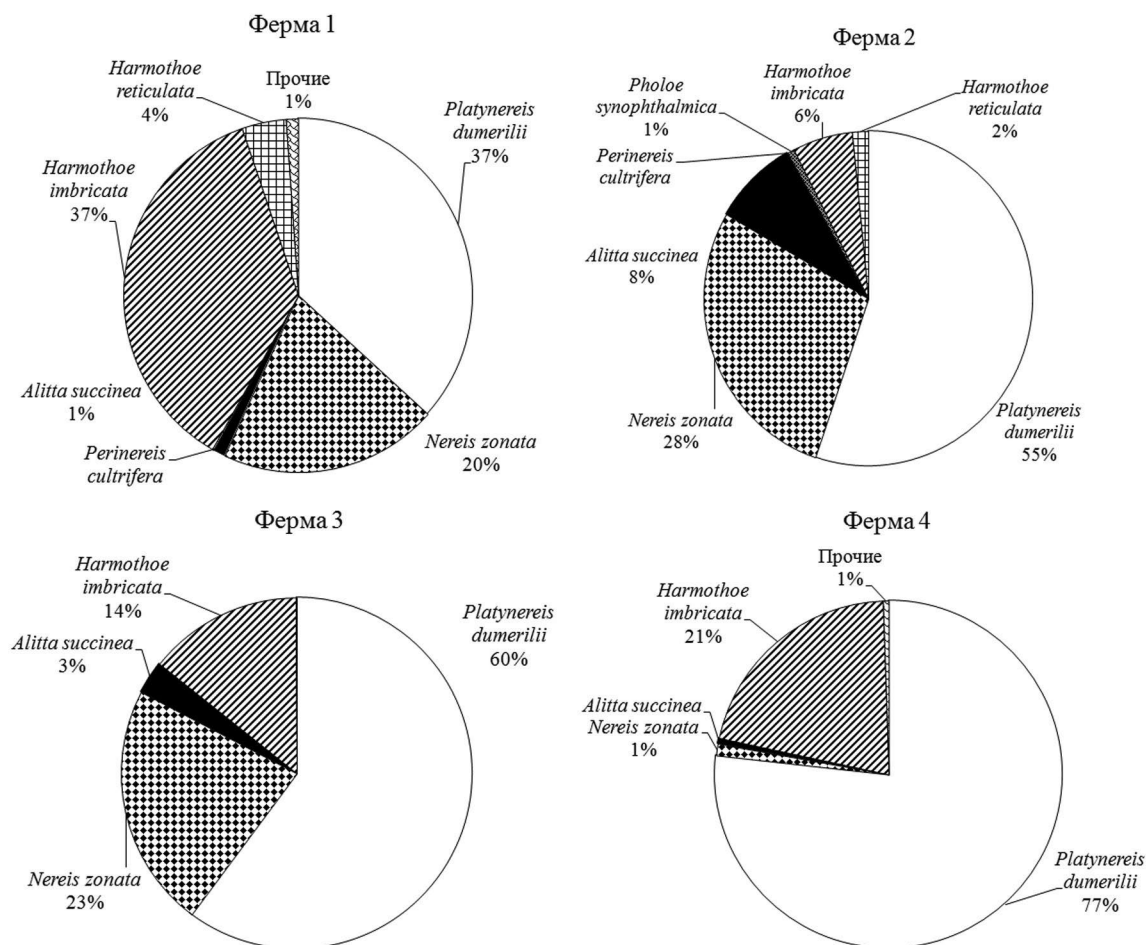 Ферма 1
Harmothoe
reticulata
4%
Прочие
1%
Platynereis
dumerilii
37%
Harmothoe
imbricata
37%
Alitta succinea
1%
Perinereis
cultrifera
Nereis zonata
20%
Ферма 2
Pholoe
synophthalmica
1%
Harmothoe
imbricata
6%
Harmothoe
reticulata
2%
Perinereis
cultrifera
Alitta succinea
8%
Nereis zonata
28%
Platynereis
dumerilii
55%
Ферма 3
Harmothoe
imbricata
14%
Platynereis
dumerilii
60%
Alitta succinea
3%
Nereis zonata
23%
Ферма 4
Прочие
1%
Harmothoe
imbricata
21%
Alitta succinea
Nereis zonata
1%
Platynereis
dumerilii
77%